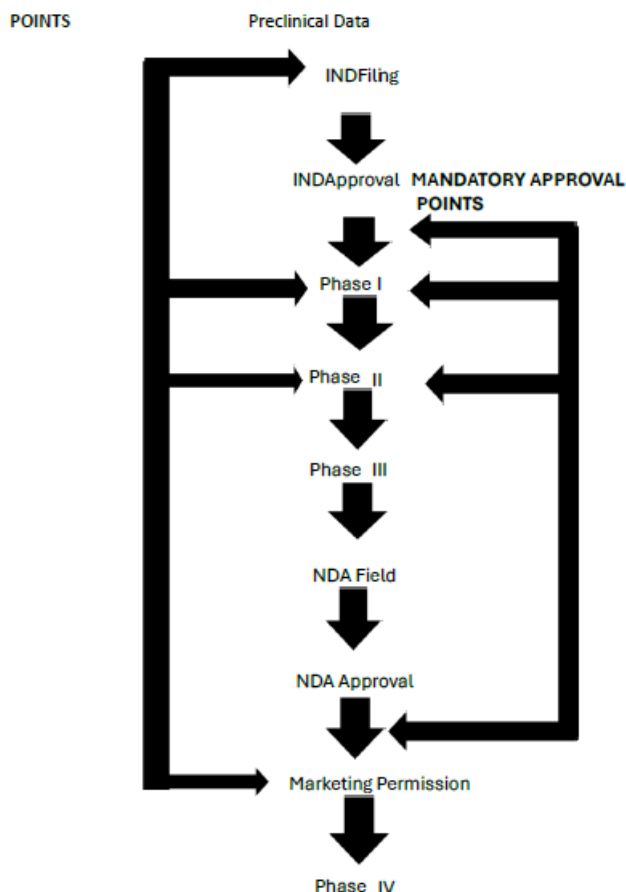 POINTS
Preclinical Data
INDFiling
INDApproval MANDATORY APPROVAL
POINTS
Phase I
Phase II
Phase III
NDA Field
NDA Approval
Marketing Permission
Phase IV